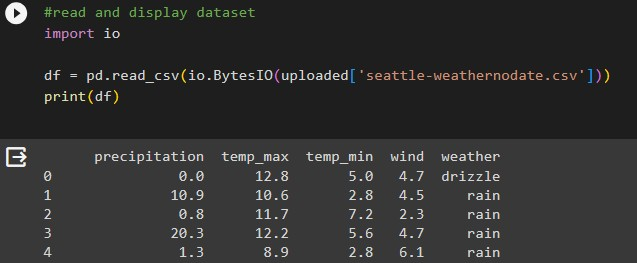 #read and display dataset
import io
df = pd.read_csv(io.BytesIO(uploaded['seattle-weathernodate.csv']))
print(df)
precipitation temp_max temp_min wind weather
0 0.0 12.8 5.0 4.7 drizzle
1 10.9 10.6 2.8 4.5 rain
2 0.8 11.7 7.2 2.3 rain
3 20.3 12.2 5.6 4.7 rain
4 1.3 8.9 2.8 6.1 rain